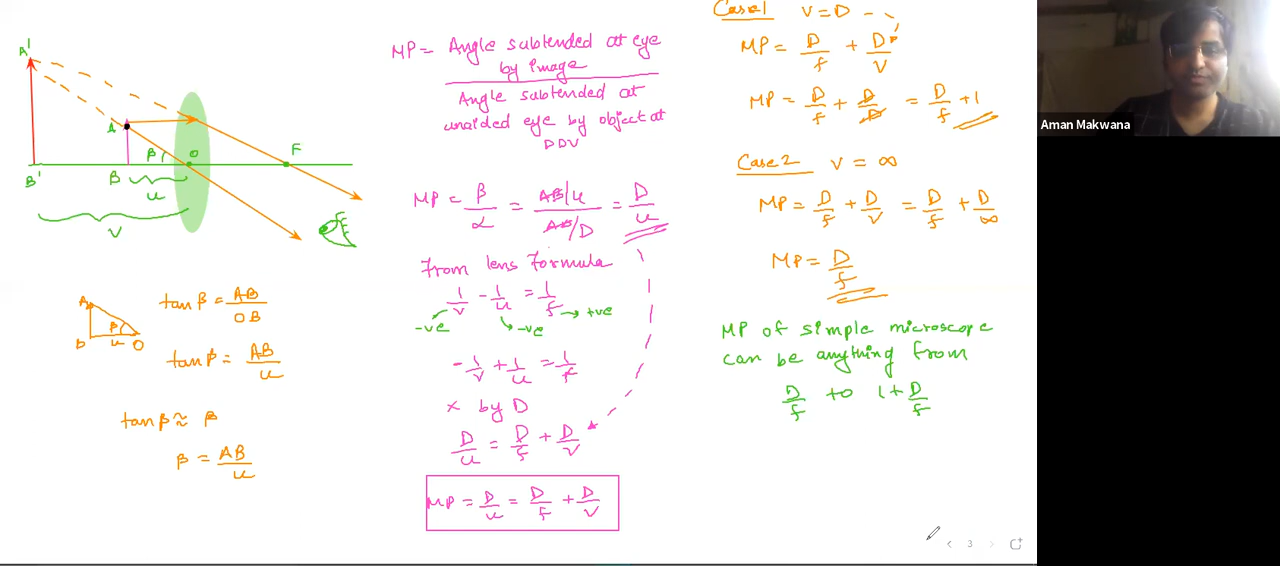 A'
A
β
O
F
B'
B
u
v
A
β
B
u
O
tan β = AB/OB
tan β = AB/u
tan β ≈ β
β = AB/u
MP = Angle subtended at eye
by image
Angle subtended at
unaided eye by object at
DDV
MP = β/α = (AB/u)/(AB/D) = D/u
From lens formula
1/v - 1/u = 1/f
-ve -ve +ve
-1/v + 1/u = 1/f
× by D
D/u = D/f + D/v
MP = D/u = D/f + D/v
Case1 v = D
MP = D/f + D/v
MP = D/f + D/D = D/f + 1
Case 2 v = ∞
MP = D/f + D/v = D/f + D/∞
MP = D/f
MP of simple microscope
can be anything from
D/f to 1 + D/f
Aman Makwana
3